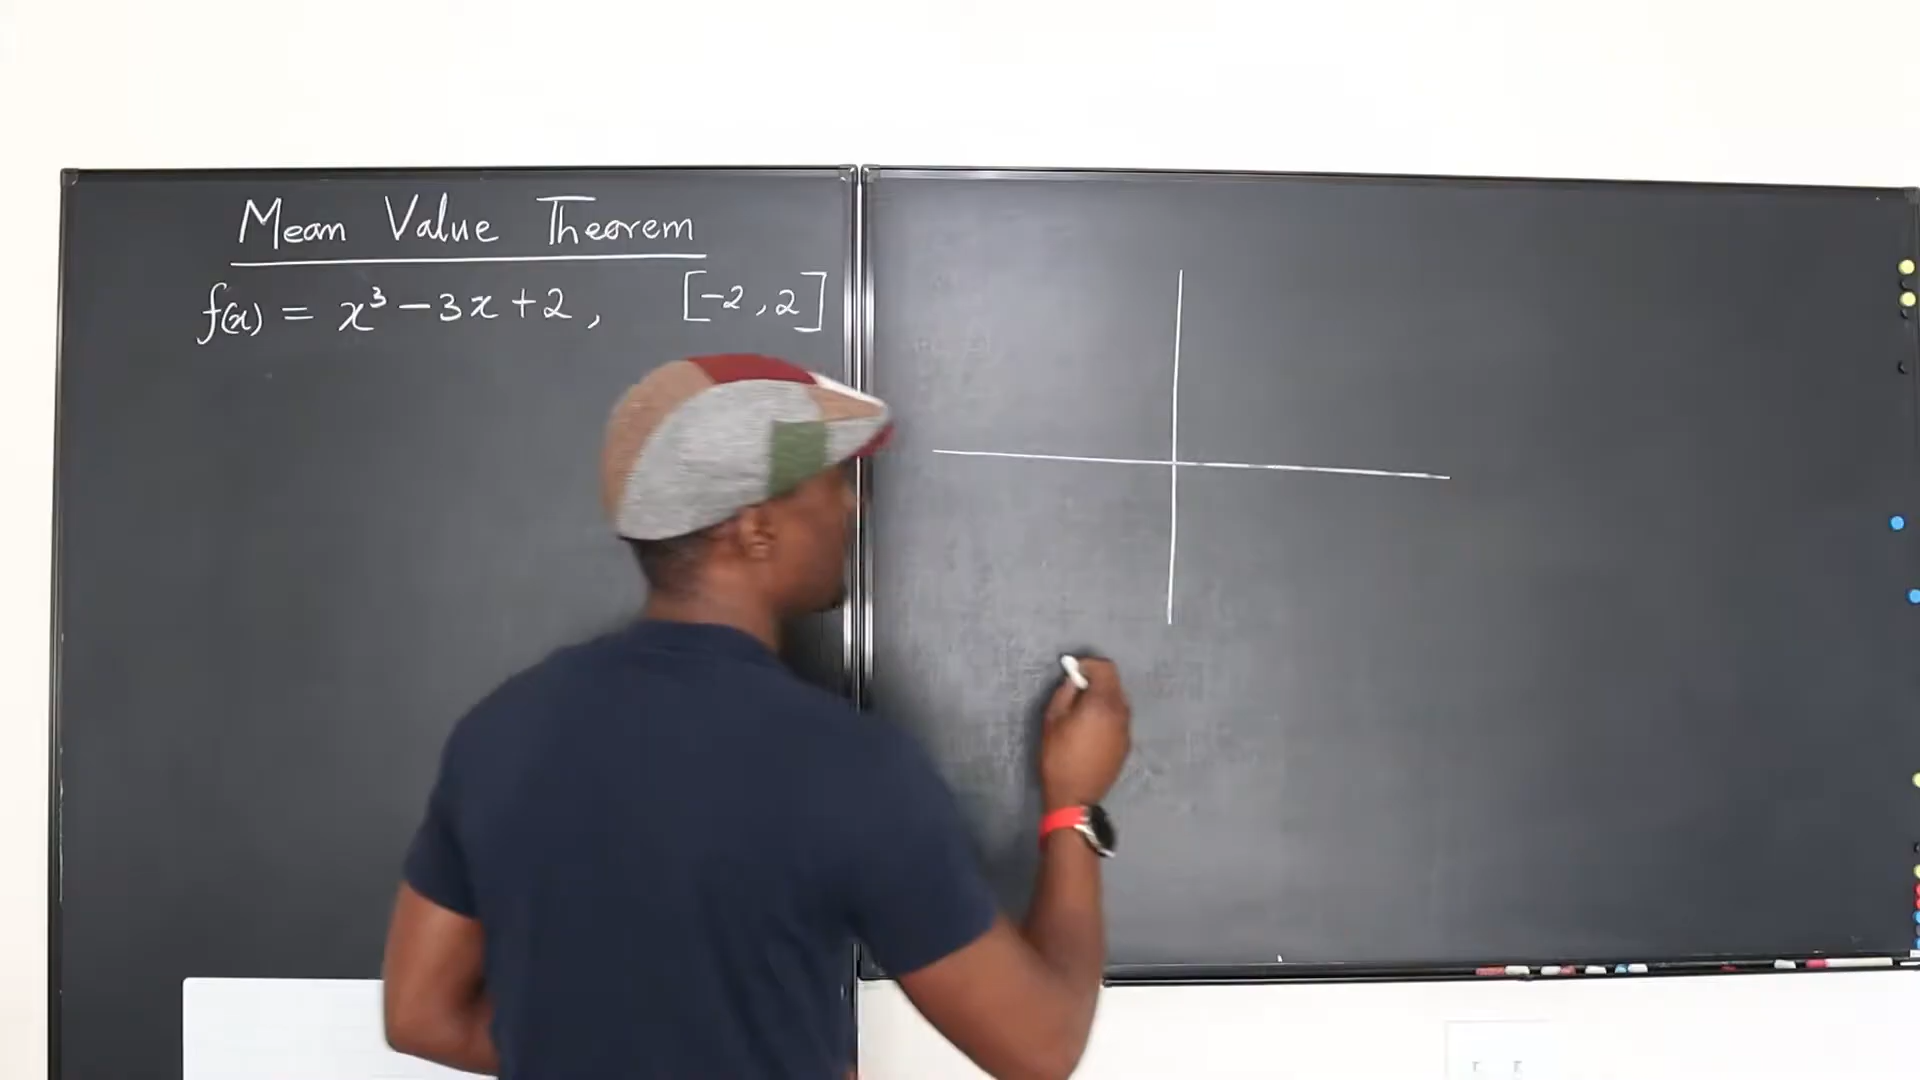 Mean Value Theorem
f(x) = x³ - 3x + 2, [-2, 2]